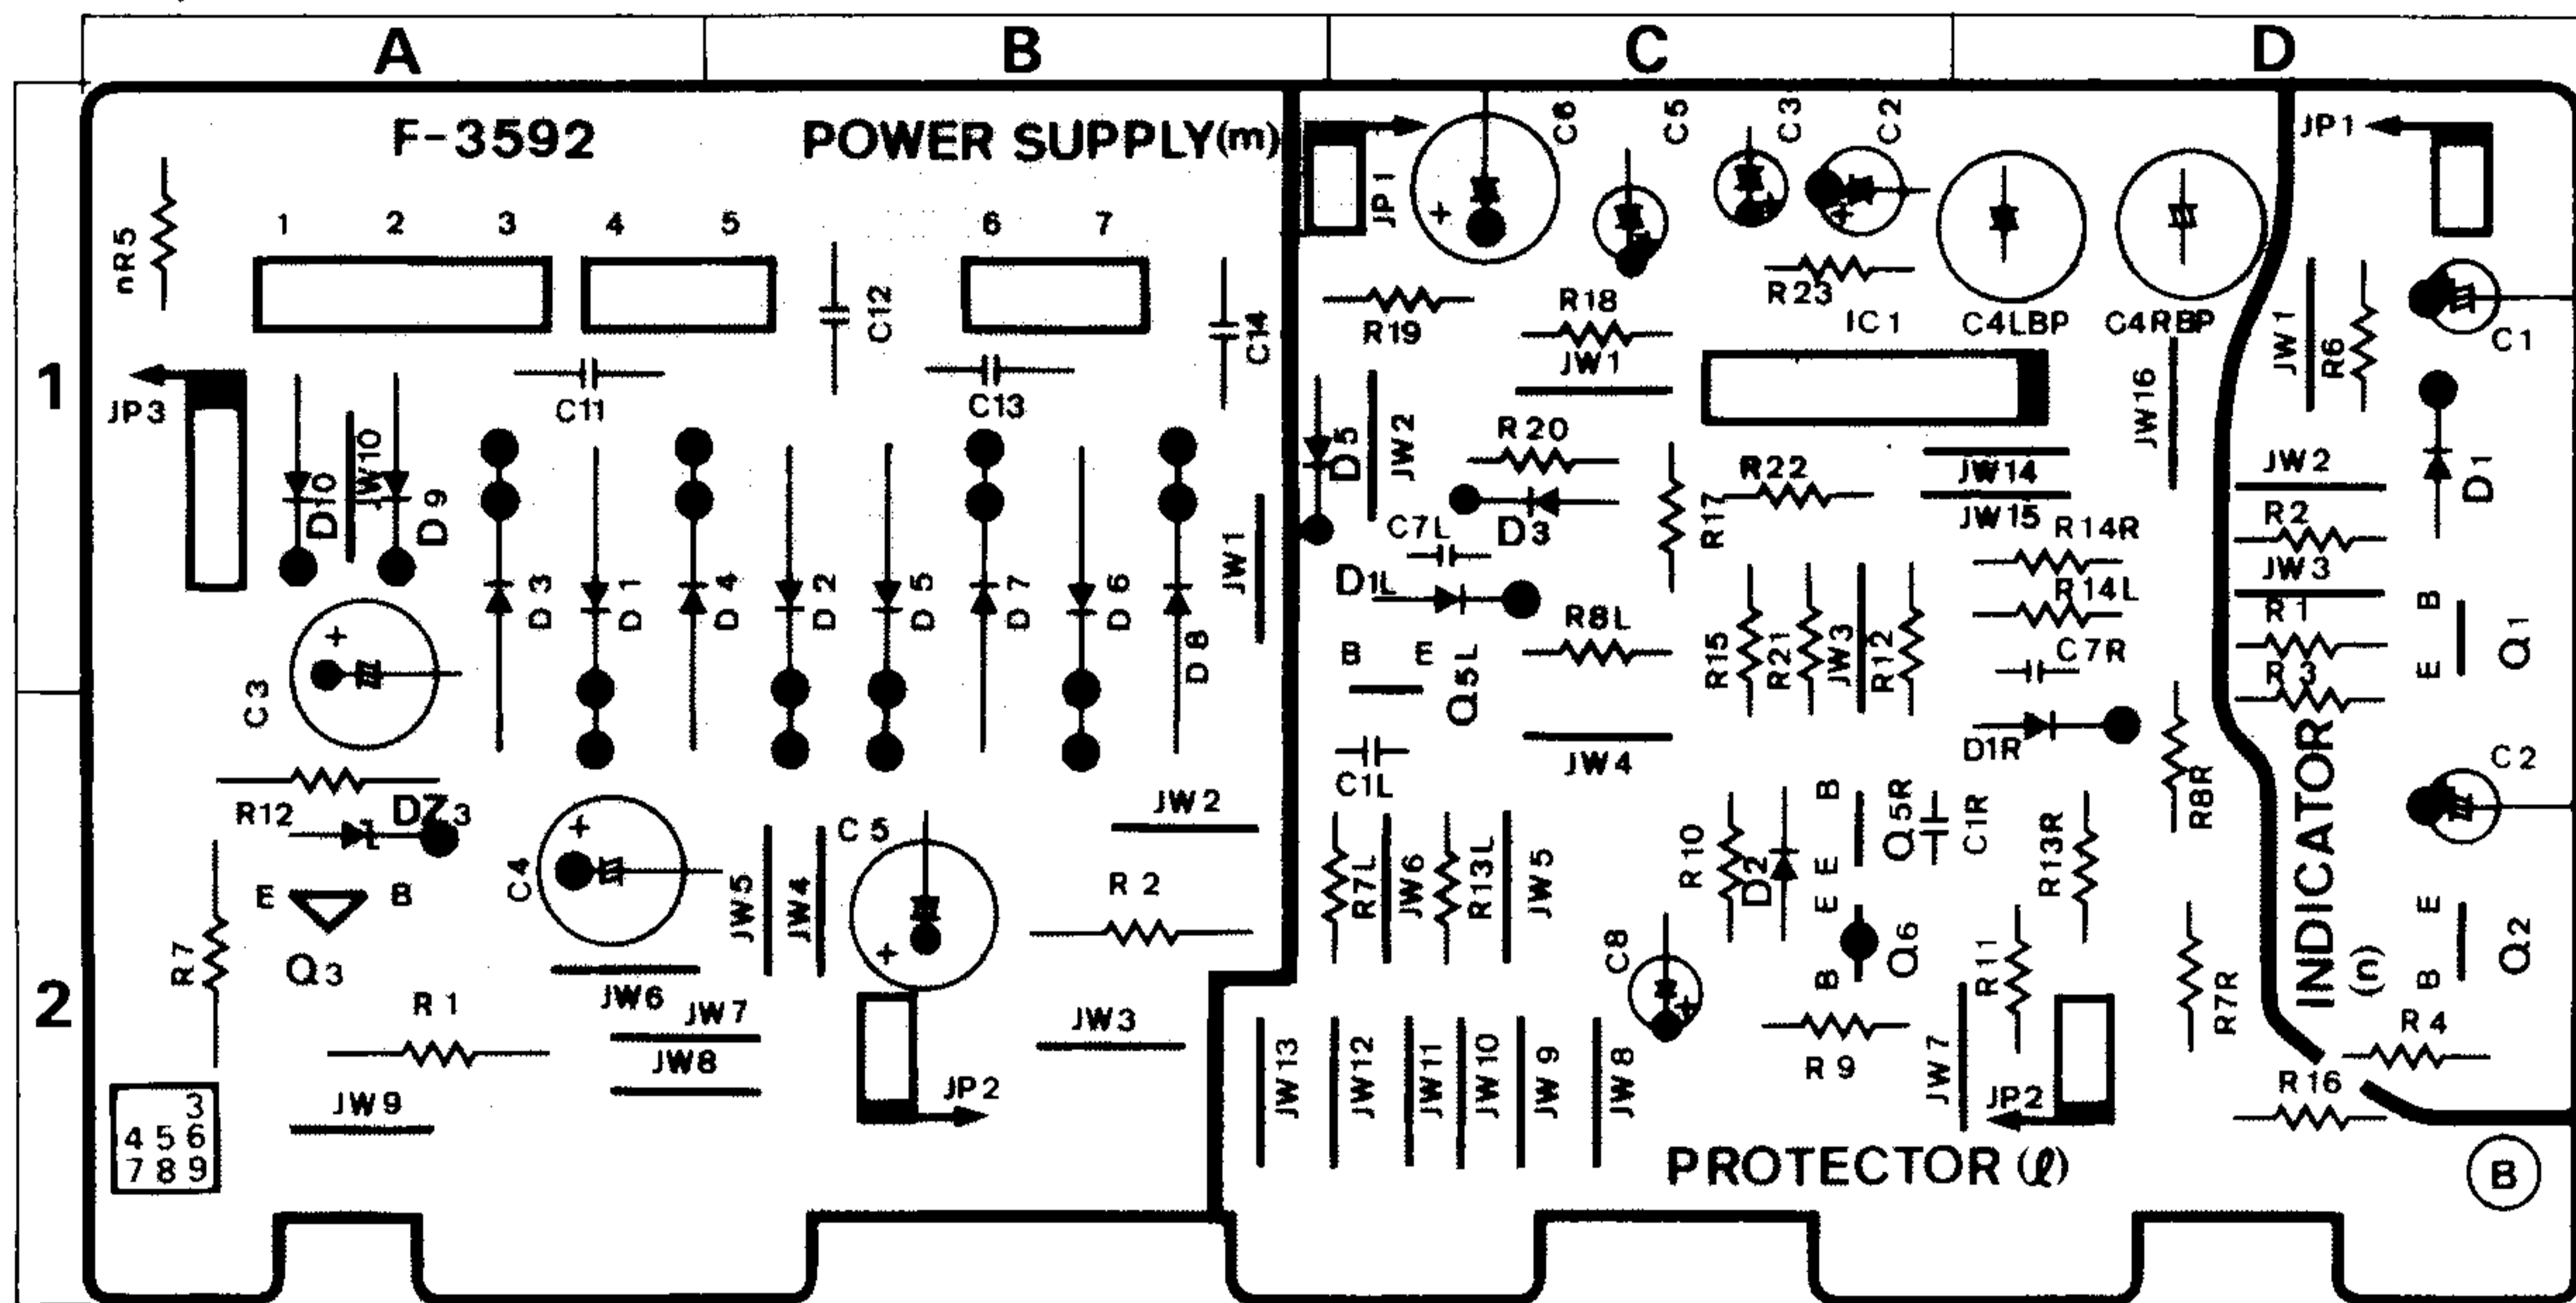 A B C D
1
2
F-3592 POWER SUPPLY(m)
nR5
1 2 3 4 5 6 7
C12
C14
C11
C13
JP3
D10
JW10
D9
D3
D1
D4
D2
D5
D7
D6
D8
JW1
C3
R12
DZ3
C4
C5
JW2
E B
Q3
R7
JW5
JW4
R2
JW6
R1
JW7
JW8
JW3
JP2
JW9
3
4 5 6
7 8 9
JP1
C6
C5
C3
C2
R19
R18
R23
IC1
C4LBP
C4RBP
JW1
JW16
D5
JW2
R20
D3
R17
R22
JW14
JW15
C7L
R14R
R14L
D1L
R8L
B E
Q5L
R15
R21
JW3
R12
C7R
D1R
R8R
JW4
C1L
R7L
JW6
R13L
JW5
R10
D2
B
E
Q5R
C1R
R13R
E
B
Q6
C8
R11
R7R
R9
JW13
JW12
JW11
JW10
JW9
JW8
JW7
JP2
R16
PROTECTOR (ℓ)
JP1
JW1
R6
C1
D1
JW2
R2
JW3
R1
R3
B
E
Q1
C2
INDICATOR
(n)
E
B
Q2
R4
B